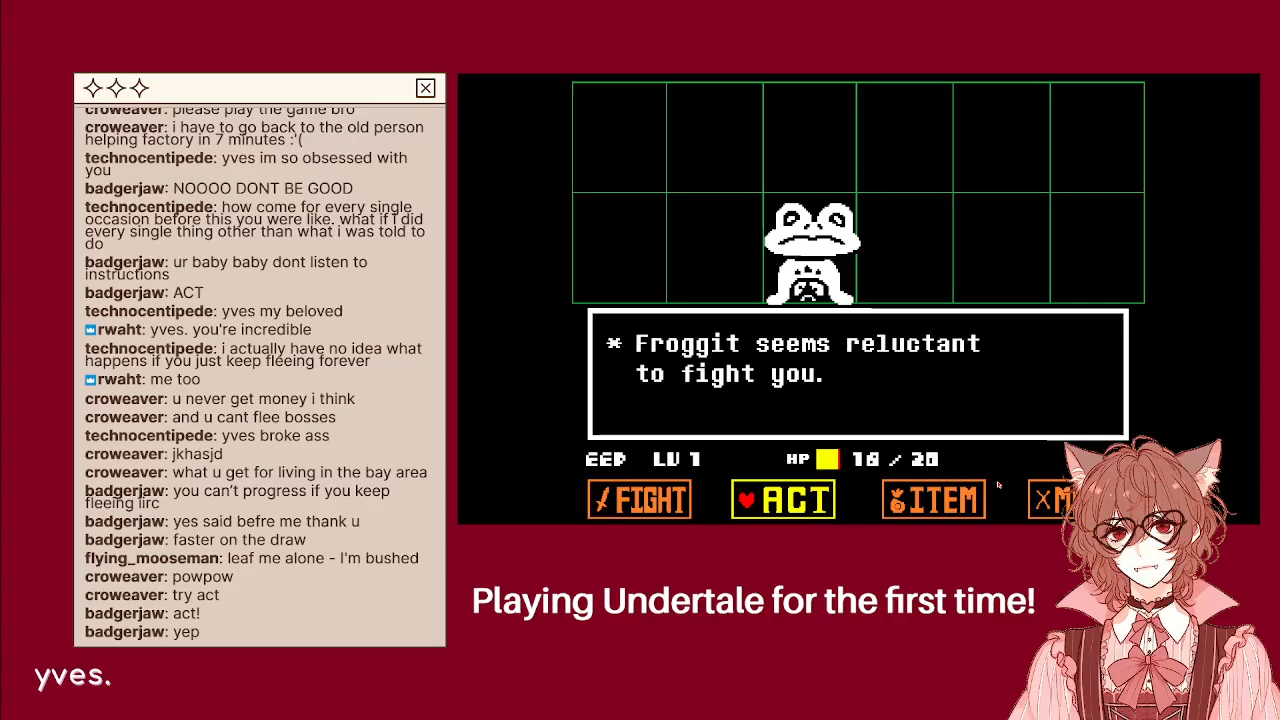 croweaver: please play the game bro
croweaver: i have to go back to the old person
helping factory in 7 minutes :'(
technocentipede: yves im so obsessed with
you
badgerjaw: NOOOO DONT BE GOOD
technocentipede: how come for every single
occasion before this you were like. what if I did
every single thing other than what i was told to
do
badgerjaw: ur baby baby dont listen to
instructions
badgerjaw: ACT
technocentipede: yves my beloved
rwaht: yves. you're incredible
technocentipede: i actually have no idea what
happens if you just keep fleeing forever
rwaht: me too
croweaver: u never get money i think
croweaver: and u cant flee bosses
technocentipede: yves broke ass
croweaver: jkhasjd
croweaver: what u get for living in the bay area
badgerjaw: you can't progress if you keep
fleeing iirc
badgerjaw: yes said befre me thank u
badgerjaw: faster on the draw
flying_mooseman: leaf me alone - I'm bushed
croweaver: powpow
croweaver: try act
badgerjaw: act!
badgerjaw: yep
* Froggit seems reluctant
to fight you.
EEP LV 1 HP 18 / 20
FIGHT ACT ITEM M
Playing Undertale for the first time!
yves.